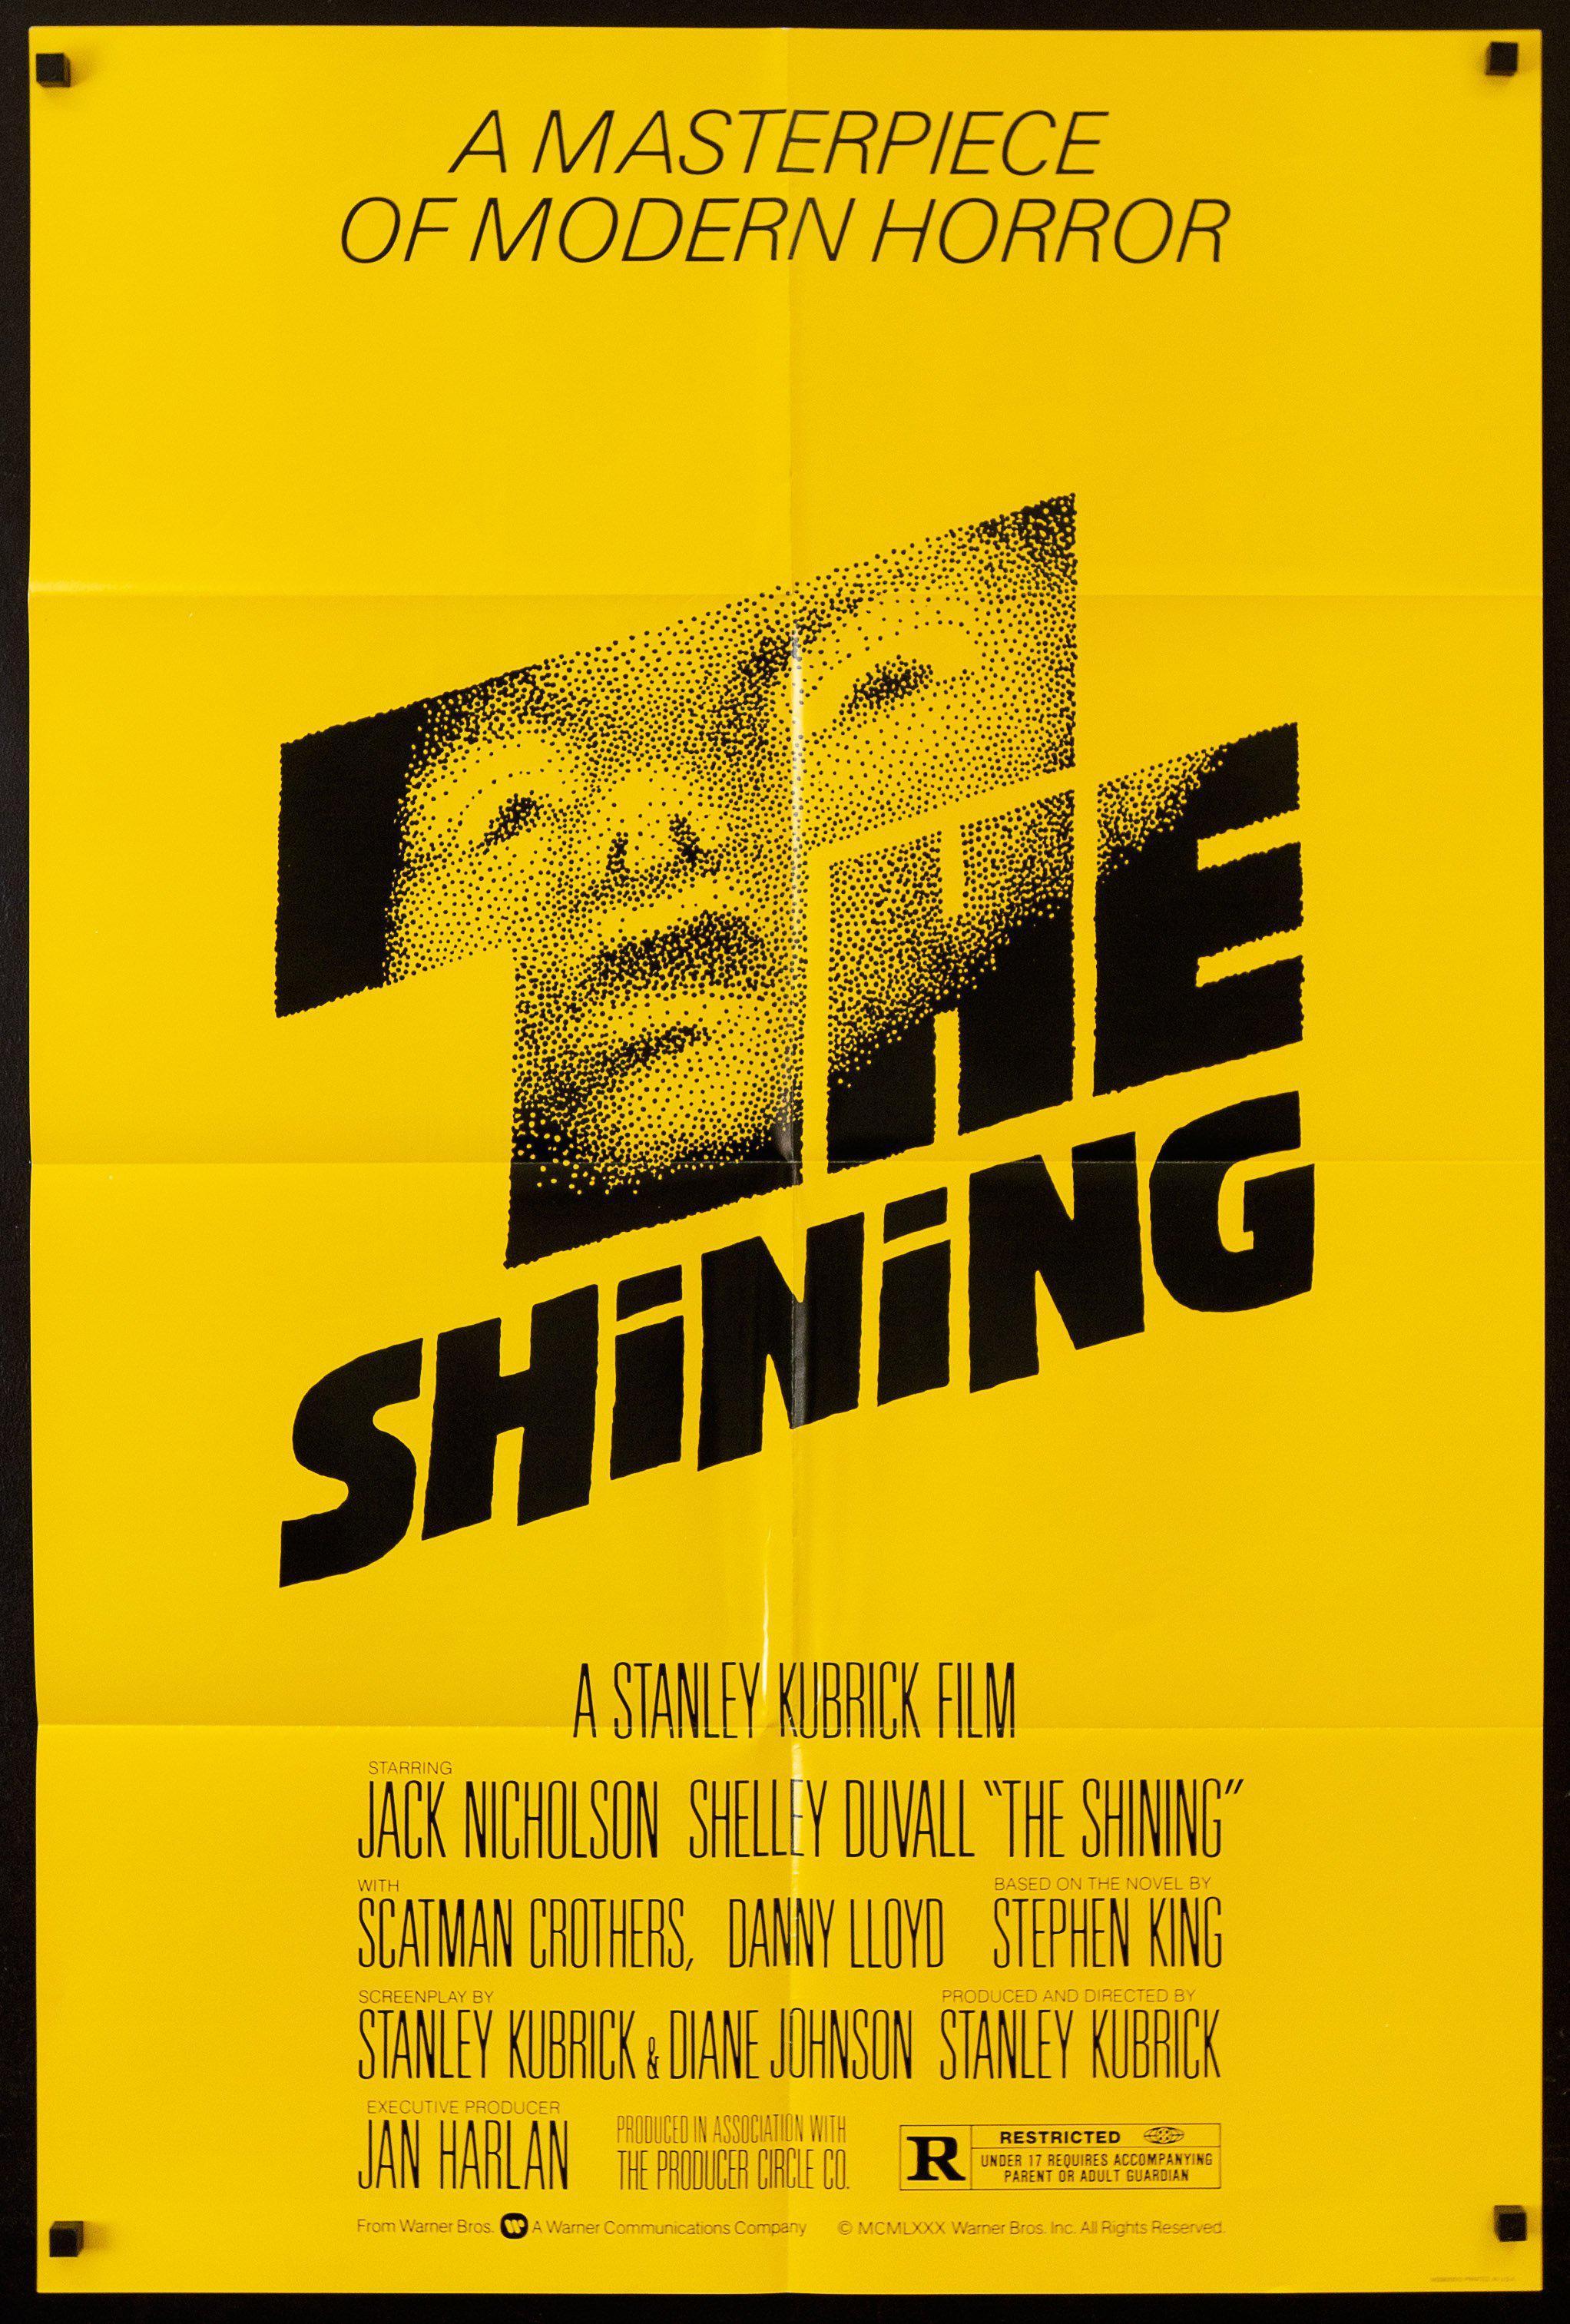 A MASTERPIECE
OF MODERN HORROR
THE
SHiNiNG
A STANLEY KUBRICK FILM
STARRING
JACK NICHOLSON SHELLEY DUVALL "THE SHINING"
WITH
BASED ON THE NOVEL BY
SCATMAN CROTHERS, DANNY LLOYD STEPHEN KING
SCREENPLAY BY
PRODUCED AND DIRECTED BY
STANLEY KUBRICK & DIANE JOHNSON STANLEY KUBRICK
EXECUTIVE PRODUCER
JAN HARLAN
PRODUCED IN ASSOCIATION WITH
THE PRODUCER CIRCLE CO.
R
RESTRICTED
UNDER 17 REQUIRES ACCOMPANYING
PARENT OR ADULT GUARDIAN
From Warner Bros. W A Warner Communications Company © MCMLXXX Warner Bros. Inc. All Rights Reserved.